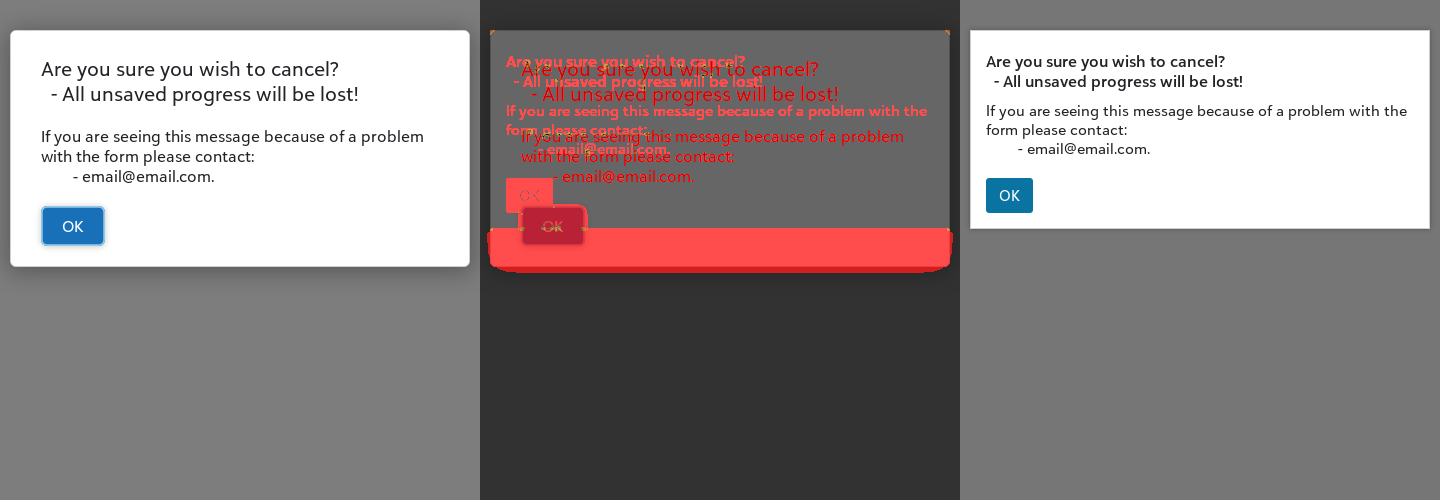 Are you sure you wish to cancel?
- All unsaved progress will be lost!
If you are seeing this message because of a problem
with the form please contact:
- email@email.com.
OK
Are you sure you wish to cancel?
- All unsaved progress will be lost!
Are you sure you wish to cancel?
- All unsaved progress will be lost!
If you are seeing this message because of a problem with the
form please contact:
- email@email.com.
If you are seeing this message because of a problem
with the form please contact:
- email@email.com.
OK
OK
Are you sure you wish to cancel?
- All unsaved progress will be lost!
If you are seeing this message because of a problem with the
form please contact:
- email@email.com.
OK